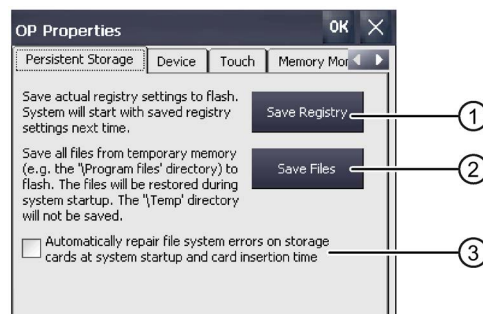 OP Properties OK
Persistent Storage Device Touch Memory Mor
Save actual registry settings to flash.
System will start with saved registry
settings next time.
Save Registry
1
Save all files from temporary memory
(e.g. the '\Program files' directory) to
flash. The files will be restored during
system startup. The '\Temp' directory
will not be saved.
Save Files
2
Automatically repair file system errors on storage
cards at system startup and card insertion time
3